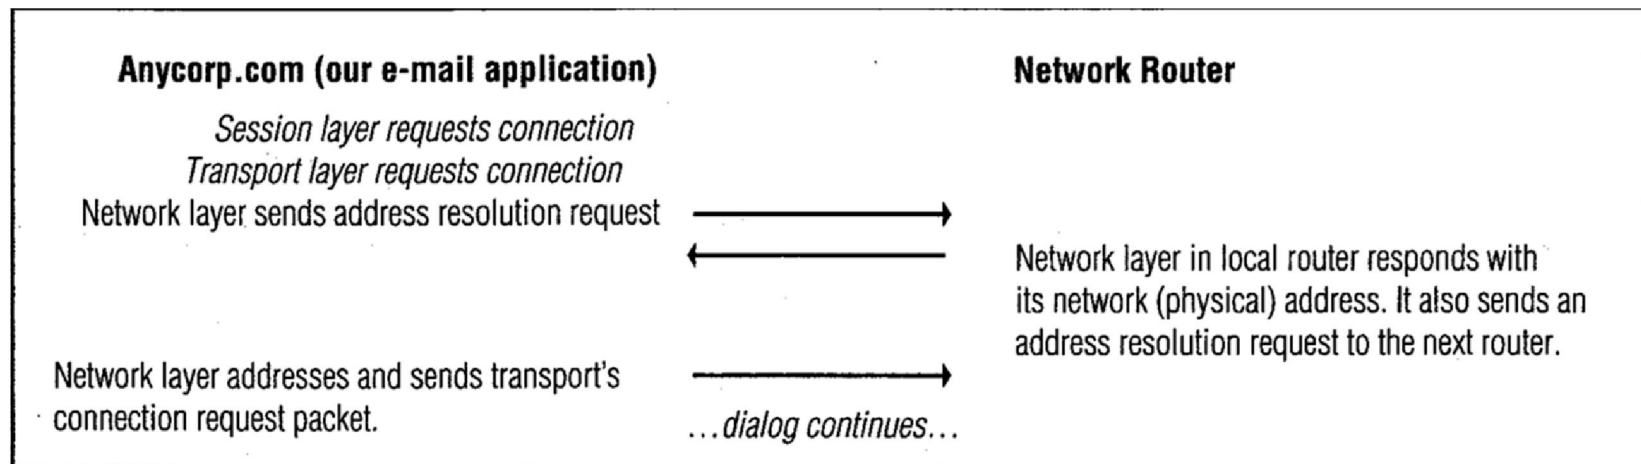 Anycorp.com (our e-mail application)
Network Router
Session layer requests connection
Transport layer requests connection
Network layer sends address resolution request
Network layer in local router responds with
its network (physical) address. It also sends an
address resolution request to the next router.
Network layer addresses and sends transport's
connection request packet.
...dialog continues...